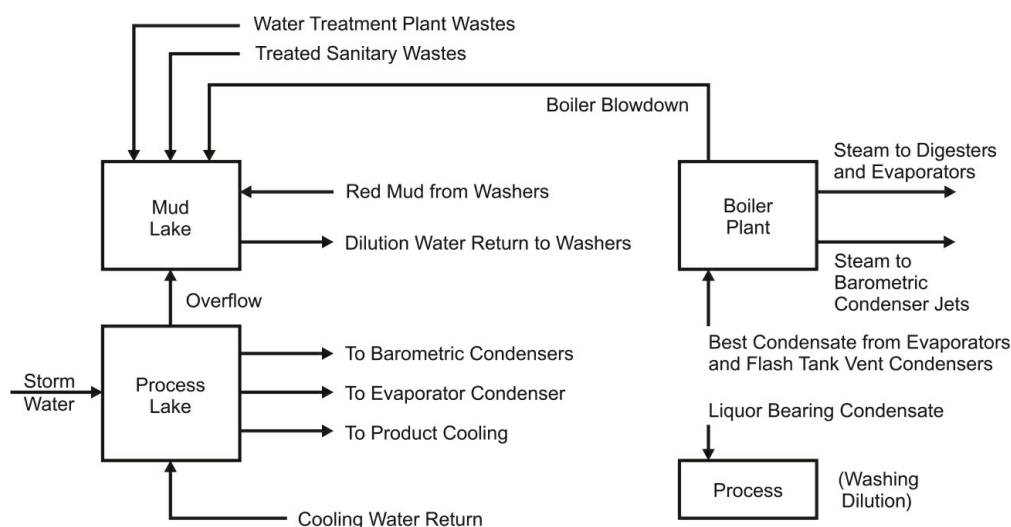 Water Treatment Plant Wastes
Treated Sanitary Wastes
Boiler Blowdown
Steam to Digesters
and Evaporators
Mud
Lake
Red Mud from Washers
Dilution Water Return to Washers
Boiler
Plant
Steam to
Barometric
Condenser Jets
Overflow
Best Condensate from Evaporators
and Flash Tank Vent Condensers
Storm
Water
Process
Lake
To Barometric Condensers
To Evaporator Condenser
To Product Cooling
Liquor Bearing Condensate
Process
(Washing
Dilution)
Cooling Water Return